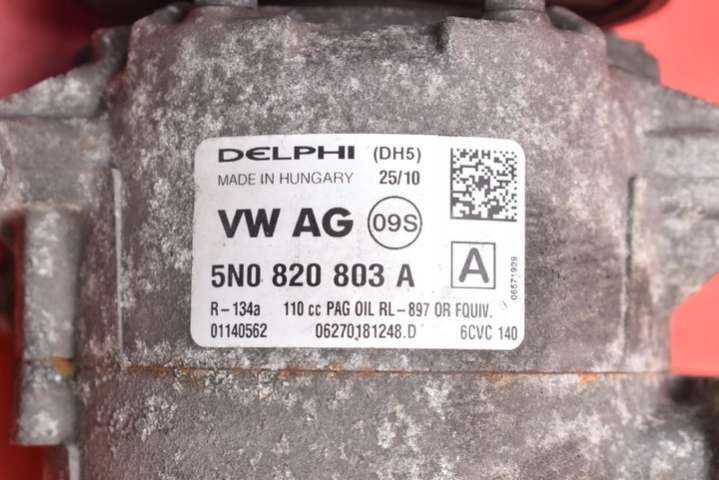 DELPHI (DH5)
MADE IN HUNGARY 25/10
VW AG 09S
5N0 820 803 A A
R-134a 110 cc PAG OIL RL-897 OR EQUIV.
01140562 06270181248.D 6CVC 140
06571939